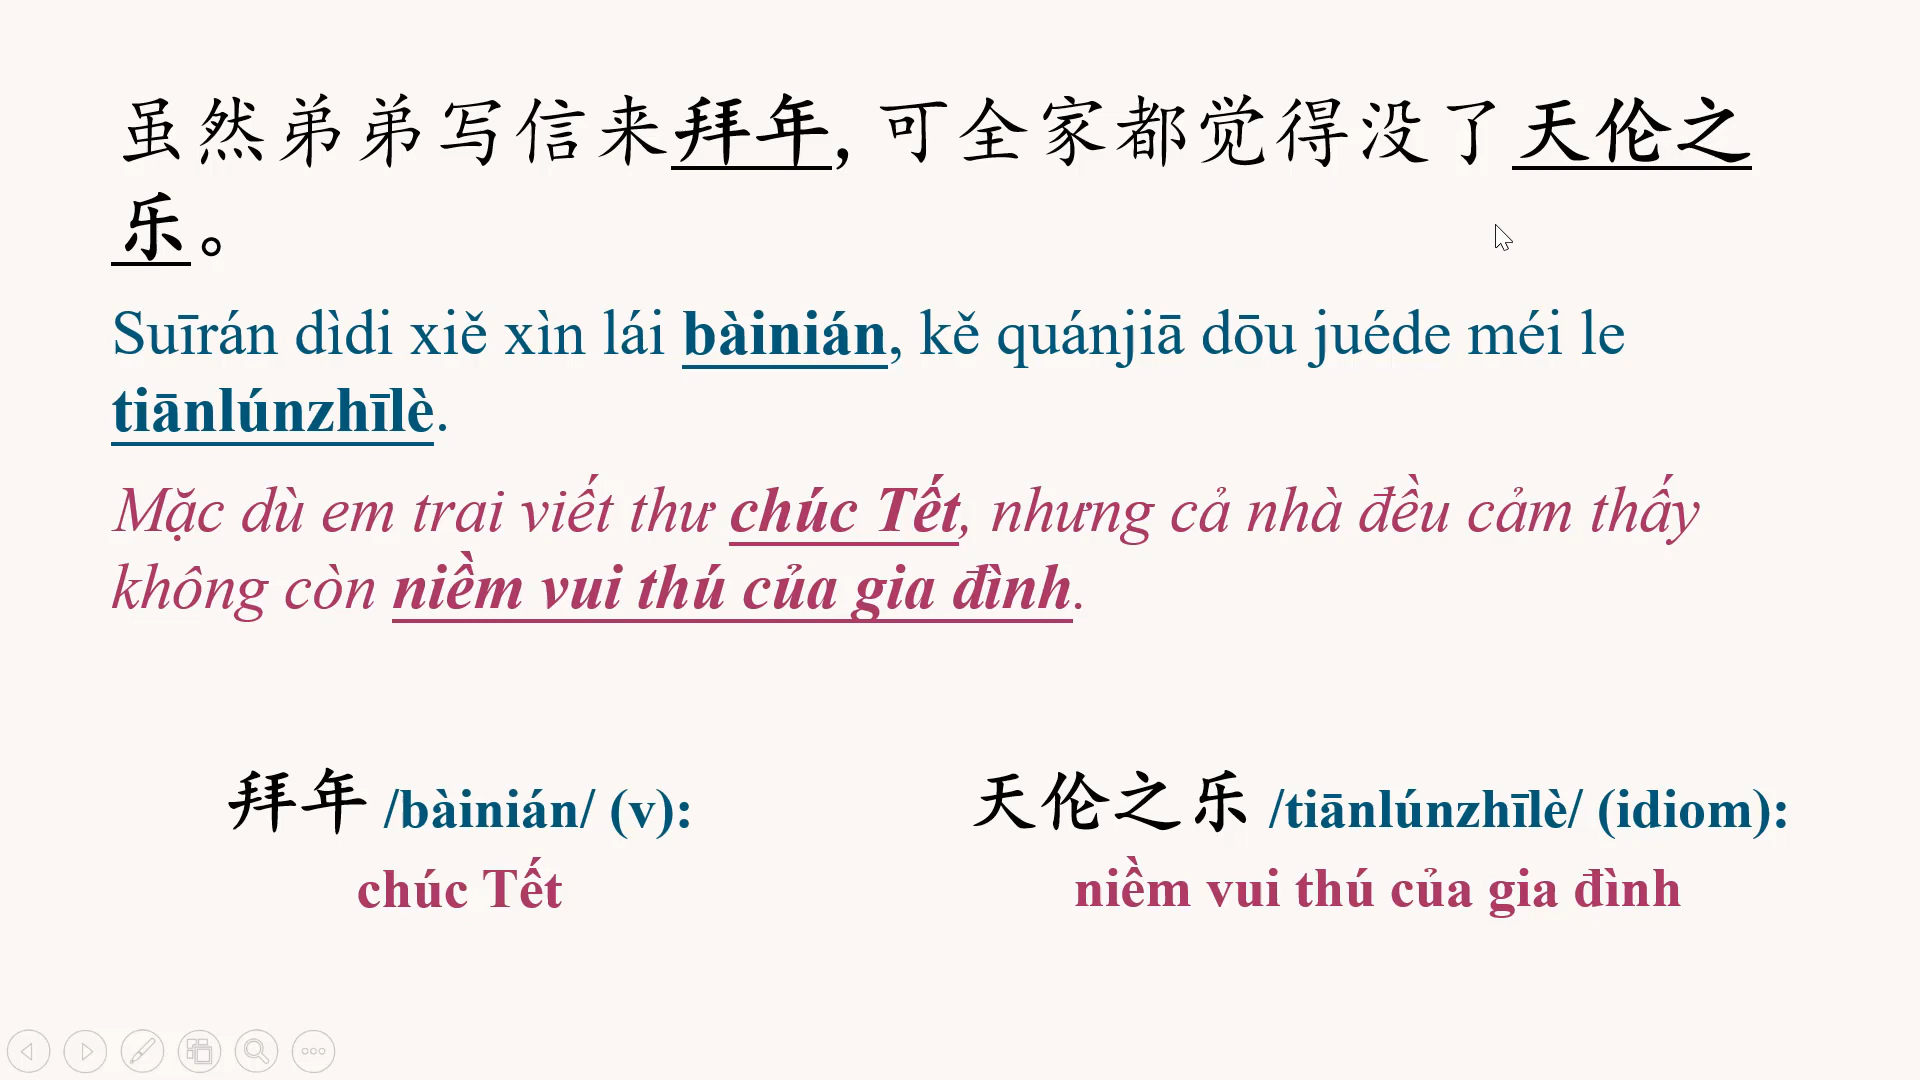 虽然弟弟写信来拜年, 可全家都觉得没了天伦之
乐。
Suīrán dìdi xiě xìn lái bàinián, kě quánjiā dōu juéde méi le
tiānlúnzhīlè.
Mặc dù em trai viết thư chúc Tết, nhưng cả nhà đều cảm thấy
không còn niềm vui thú của gia đình.
拜年 /bàinián/ (v):
chúc Tết
天伦之乐 /tiānlúnzhīlè/ (idiom):
niềm vui thú của gia đình